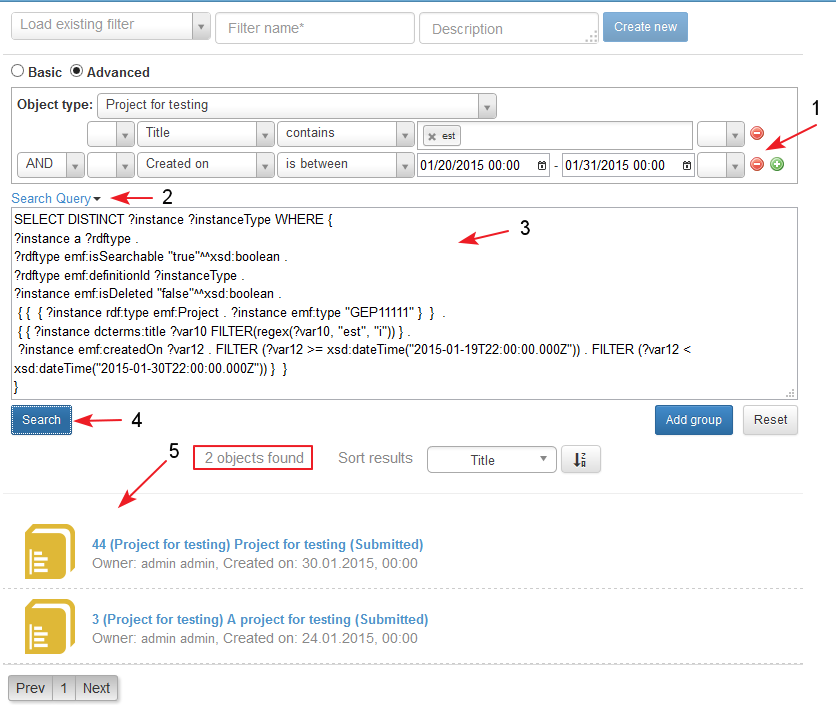 Load existing filter Filter name* Description Create new
Basic Advanced
Object type: Project for testing
1
Title contains est
AND Created on is between 01/20/2015 00:00 - 01/31/2015 00:00
Search Query 2
SELECT DISTINCT ?instance ?instanceType WHERE {
3
?instance a ?rdftype .
?rdftype emf:isSearchable "true"^^xsd:boolean .
?rdftype emf:definitionId ?instanceType .
?instance emf:isDeleted "false"^^xsd:boolean .
{ { { ?instance rdf:type emf:Project . ?instance emf:type "GEP11111" } } .
{ { ?instance dcterms:title ?var10 FILTER(regex(?var10, "est", "i")) } .
?instance emf:createdOn ?var12 . FILTER (?var12 >= xsd:dateTime("2015-01-19T22:00:00.000Z")) . FILTER (?var12 <
xsd:dateTime("2015-01-30T22:00:00.000Z")) } }
}
Search 4 Add group Reset
5 2 objects found Sort results Title
44 (Project for testing) Project for testing (Submitted)
Owner: admin admin, Created on: 30.01.2015, 00:00
3 (Project for testing) A project for testing (Submitted)
Owner: admin admin, Created on: 24.01.2015, 00:00
Prev 1 Next